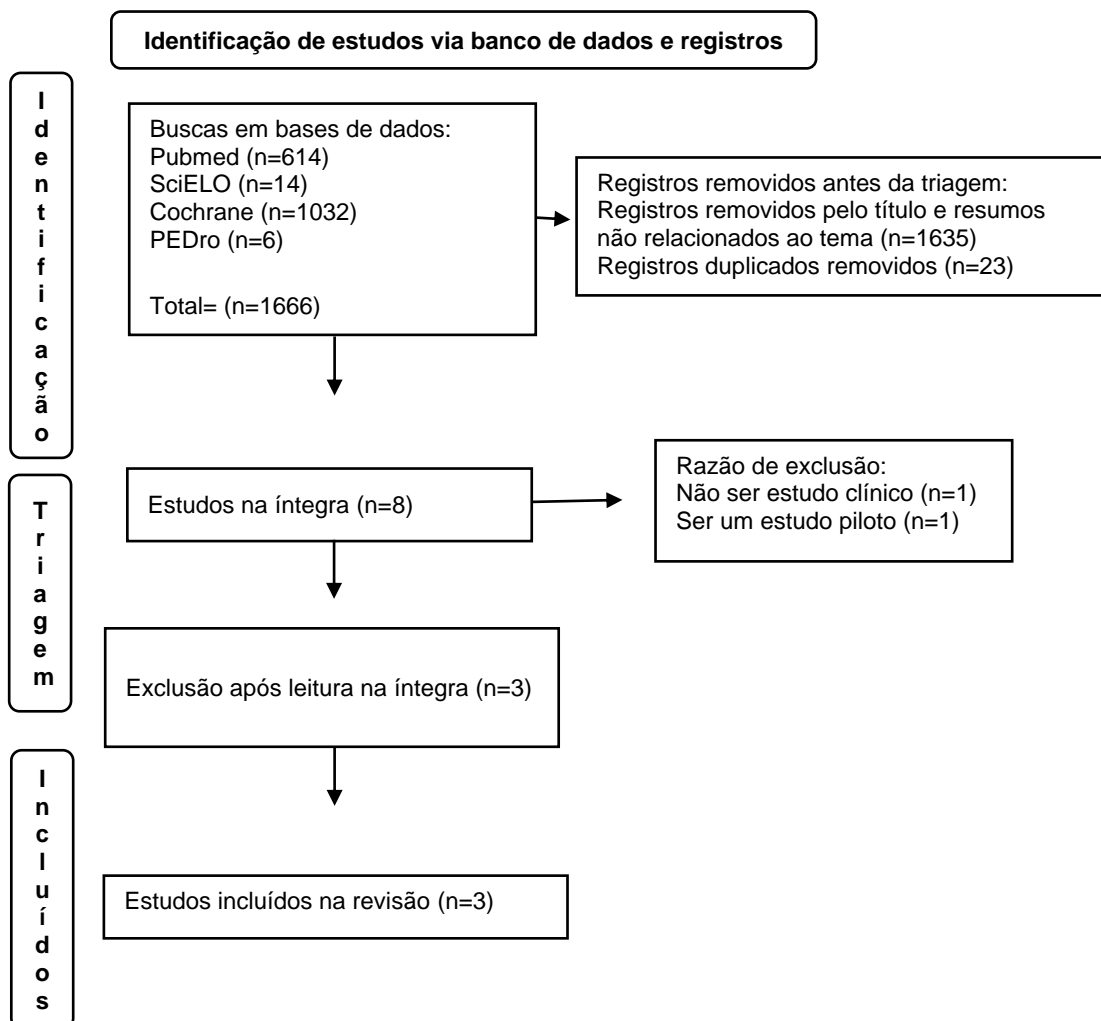 Identificação de estudos via banco de dados e registros
Identificação
Buscas em bases de dados:
Pubmed (n=614)
SciELO (n=14)
Cochrane (n=1032)
PEDro (n=6)
Total= (n=1666)
Registros removidos antes da triagem:
Registros removidos pelo título e resumos
não relacionados ao tema (n=1635)
Registros duplicados removidos (n=23)
Triagem
Estudos na íntegra (n=8)
Razão de exclusão:
Não ser estudo clínico (n=1)
Ser um estudo piloto (n=1)
Exclusão após leitura na íntegra (n=3)
Incluídos
Estudos incluídos na revisão (n=3)